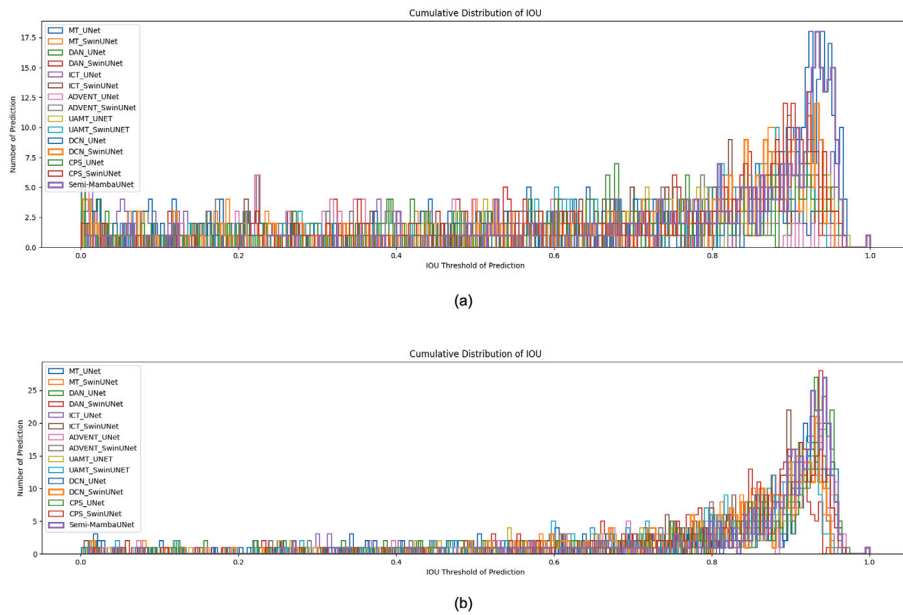 Cumulative Distribution of IOU
Number of Prediction
17.5
15.0
12.5
10.0
7.5
5.0
2.5
0.0
MT_UNet
MT_SwinUNet
DAN_UNet
DAN_SwinUNet
ICT_UNet
ICT_SwinUNet
ADVENT_UNet
ADVENT_SwinUNet
UAMT_UNET
UAMT_SwinUNET
DCN_UNet
DCN_SwinUNet
CPS_UNet
CPS_SwinUNet
Semi-MambaUNet
0.0 0.2 0.4 0.6 0.8 1.0
IOU Threshold of Prediction
(a)
Cumulative Distribution of IOU
Number of Prediction
25
20
15
10
5
0
MT_UNet
MT_SwinUNet
DAN_UNet
DAN_SwinUNet
ICT_UNet
ICT_SwinUNet
ADVENT_UNet
ADVENT_SwinUNet
UAMT_UNET
UAMT_SwinUNET
DCN_UNet
DCN_SwinUNet
CPS_UNet
CPS_SwinUNet
Semi-MambaUNet
0.0 0.2 0.4 0.6 0.8 1.0
IOU Threshold of Prediction
(b)